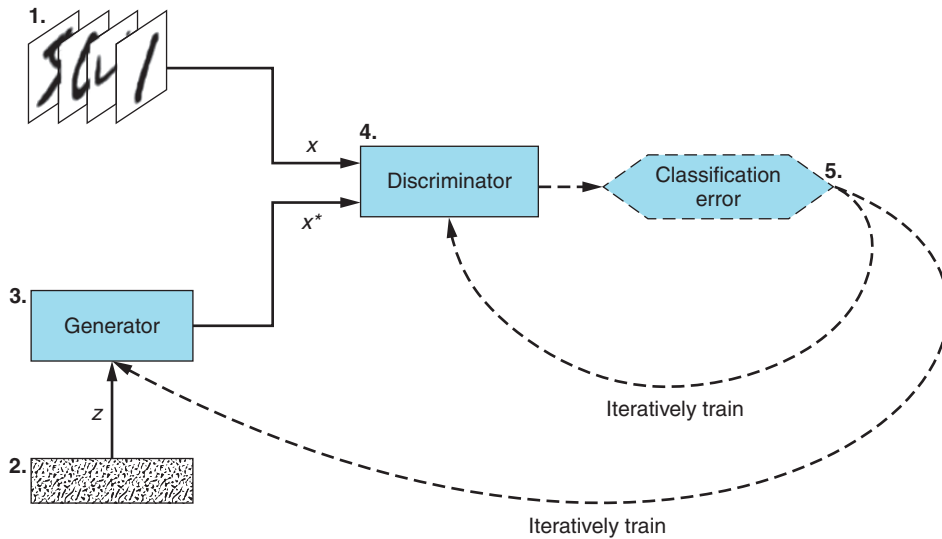 1.
x
4.
Discriminator
Classification
error
5.
x*
3.
Generator
Iteratively train
z
2.
Iteratively train